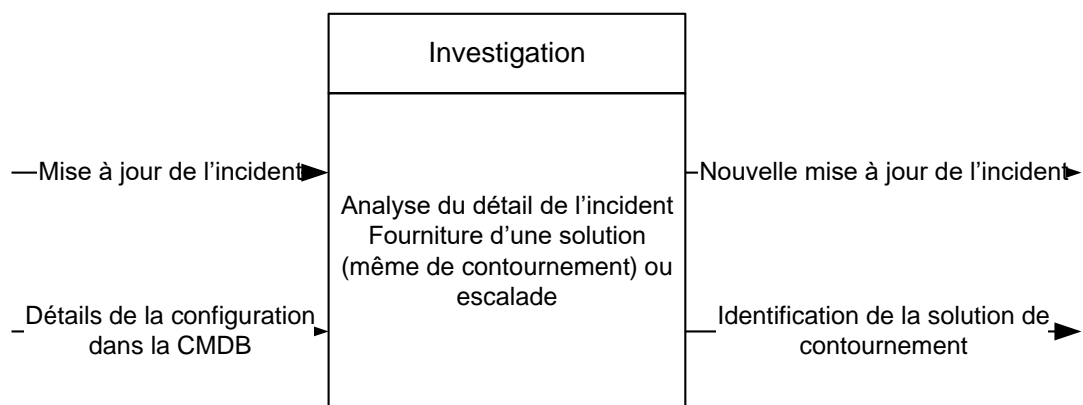 Investigation
Mise à jour de l’incident
Détails de la configuration
dans la CMDB
Analyse du détail de l’incident
Fourniture d’une solution
(même de contournement) ou
escalade
Nouvelle mise à jour de l’incident
Identification de la solution de
contournement